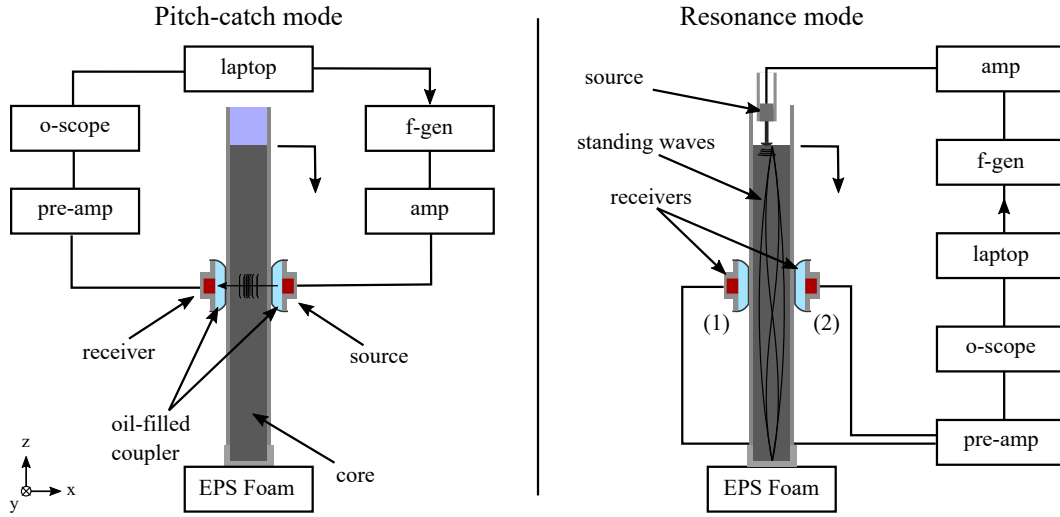 Pitch-catch mode
laptop
o-scope
f-gen
pre-amp
amp
receiver
source
oil-filled
coupler
core
EPS Foam
z
x
y
Resonance mode
source
amp
standing waves
f-gen
receivers
laptop
(1)
(2)
o-scope
pre-amp
EPS Foam